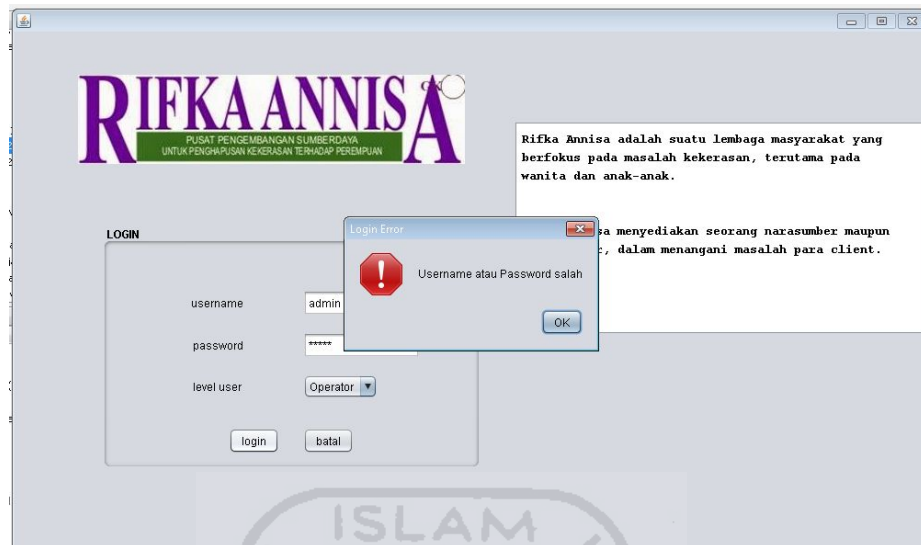 RIFKA ANNISA
PUSAT PENGEMBANGAN SUMBERDAYA
UNTUK PENGHAPUSAN KEKERASAN TERHADAP PEREMPUAN
Rifka Annisa adalah suatu lembaga masyarakat yang
berfokus pada masalah kekerasan, terutama pada
wanita dan anak-anak.
menyediakan seorang narasumber maupun
, dalam menangani masalah para client.
LOGIN
username
admin
password
*****
level user
Operator
login
batal
Login Error
Username atau Password salah
OK
ISLAM